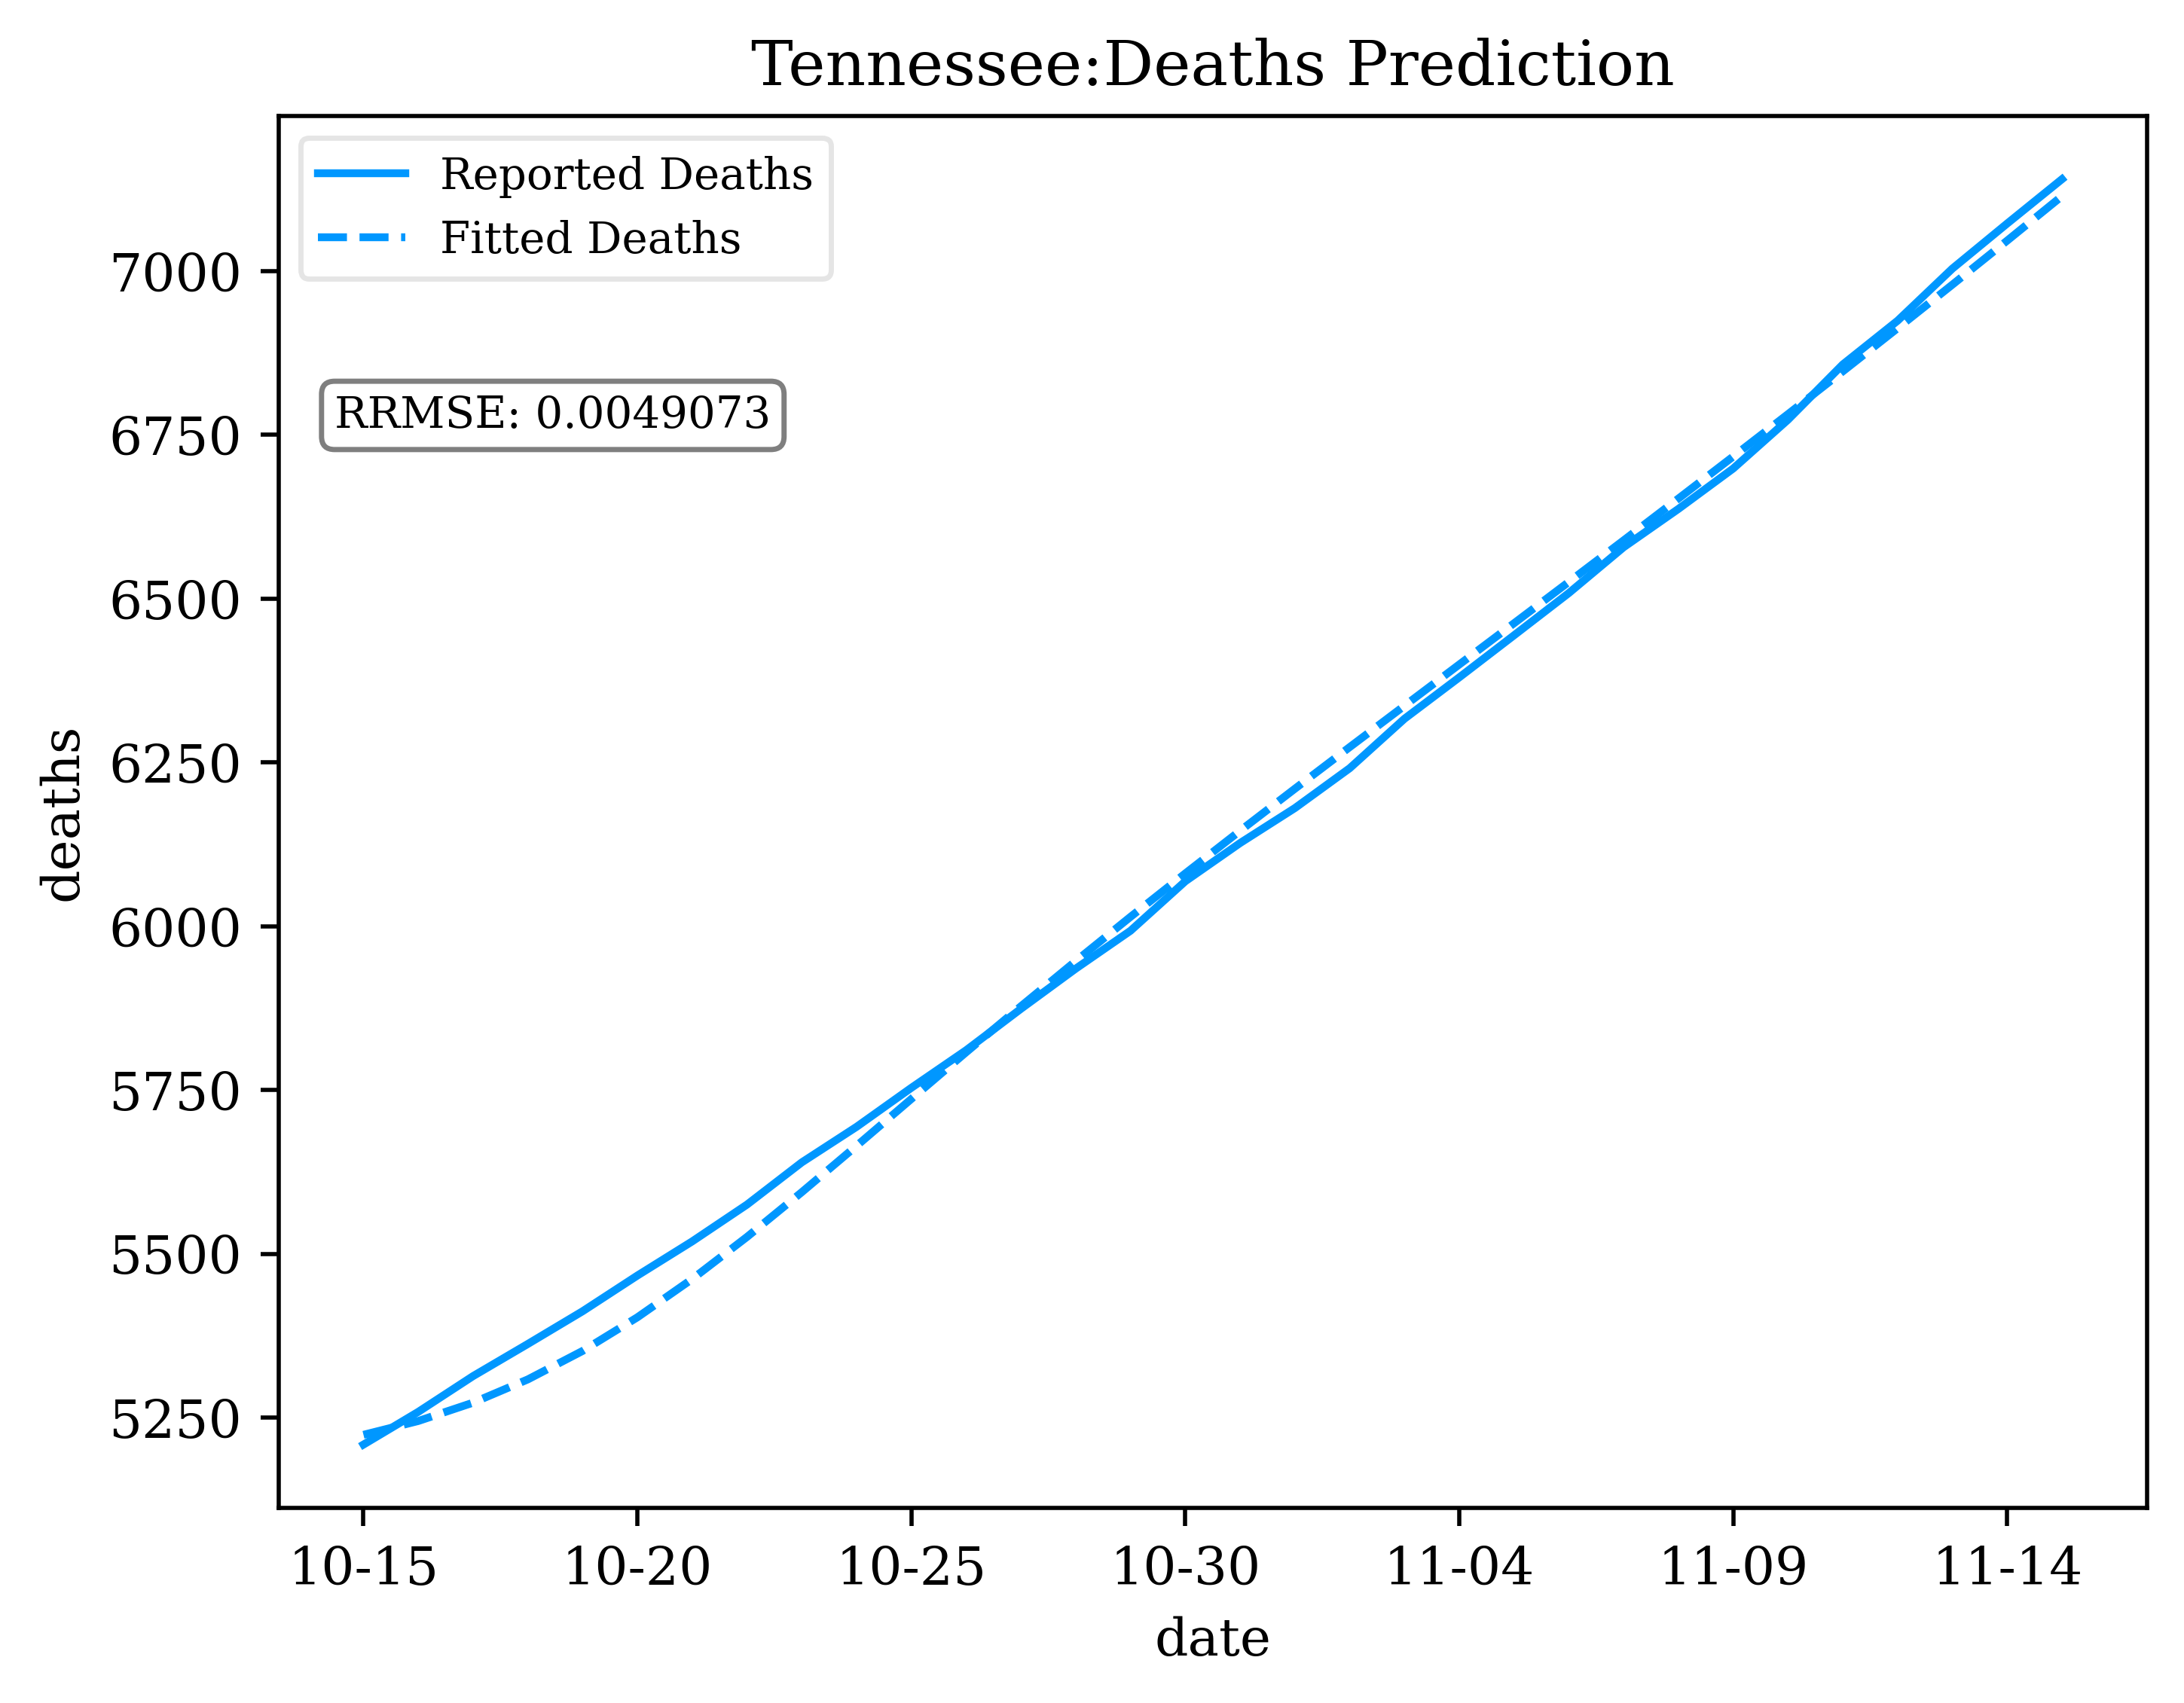 Tennessee:Deaths Prediction
Reported Deaths
Fitted Deaths
RRMSE: 0.0049073
7000
6750
6500
6250
6000
5750
5500
5250
deaths
10-15 10-20 10-25 10-30 11-04 11-09 11-14
date